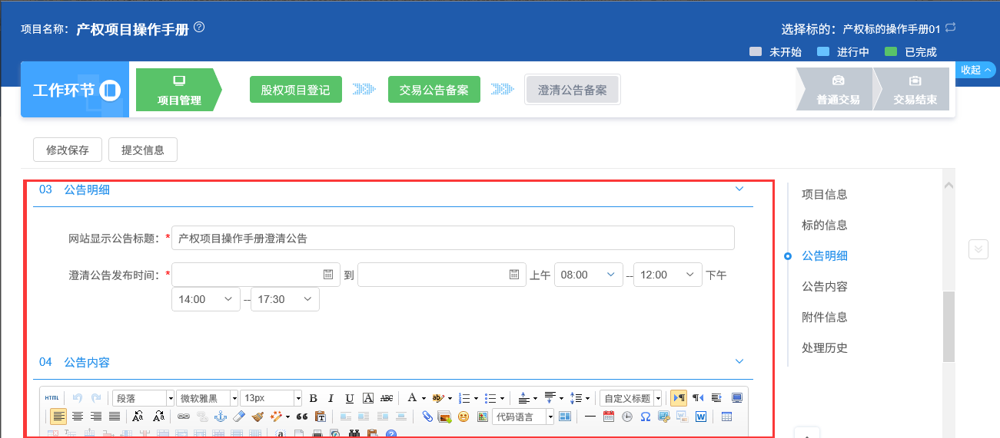 项目名称： 产权项目操作手册 ?
选择标的：产权标的操作手册01
未开始 进行中 已完成
收起
工作环节
项目管理
股权项目登记
交易公告备案
澄清公告备案
普通交易
交易结束
修改保存 提交信息
03 公告明细
网站显示公告标题：* 产权项目操作手册澄清公告
澄清公告发布时间：* 到 上午 08:00 -- 12:00 下午
14:00 -- 17:30
04 公告内容
HTML 段落 微软雅黑 13px B I U A ABC A ab 自定义标题
代码语言
项目信息
标的信息
公告明细
公告内容
附件信息
处理历史